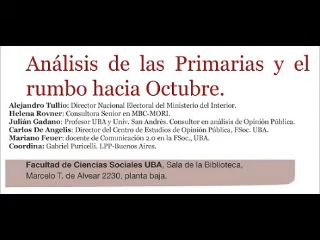 Análisis de las Primarias y el
rumbo hacia Octubre.
Alejandro Tullio: Director Nacional Electoral del Ministerio del Interior.
Helena Rovner: Consultora Senior en MBC-MORI.
Julián Gadano: Profesor UBA y Univ. San Andrés. Consultor en análisis de Opinión Pública.
Carlos De Angelis: Director del Centro de Estudios de Opinión Pública, FSoc. UBA.
Mariano Feuer: docente de Comunicación 2.0 en la FSoc., UBA.
Coordina: Gabriel Puricelli. LPP-Buenos Aires.
Facultad de Ciencias Sociales UBA, Sala de la Biblioteca,
Marcelo T. de Alvear 2230, planta baja.